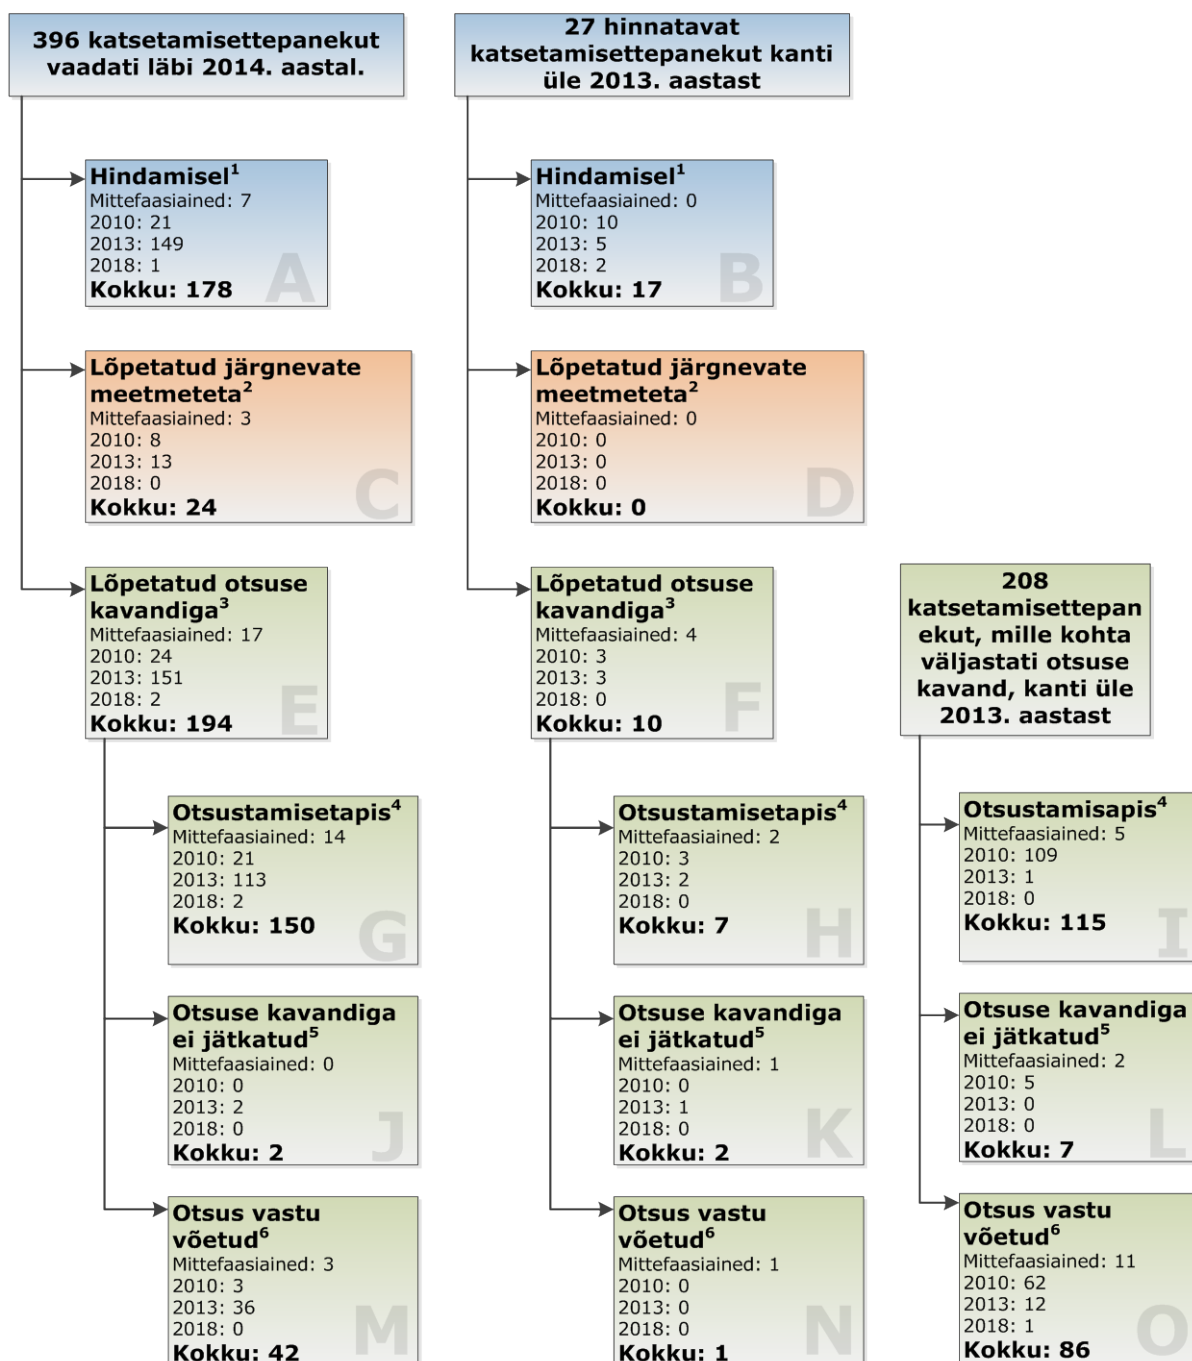 396 katsetamisettepanekut
vaadati läbi 2014. aastal.
Hindamisel¹
Mittefaasiained: 7
2010: 21
2013: 149
2018: 1
Kokku: 178
A
Lõpetatud järgnevate
meetmeteta²
Mittefaasiained: 3
2010: 8
2013: 13
2018: 0
Kokku: 24
C
Lõpetatud otsuse
kavandiga³
Mittefaasiained: 17
2010: 24
2013: 151
2018: 2
Kokku: 194
E
Otsustamisetapis⁴
Mittefaasiained: 14
2010: 21
2013: 113
2018: 2
Kokku: 150
G
Otsuse kavandiga
ei jätkatud⁵
Mittefaasiained: 0
2010: 0
2013: 2
2018: 0
Kokku: 2
J
Otsus vastu
võetud⁶
Mittefaasiained: 3
2010: 3
2013: 36
2018: 0
Kokku: 42
M
27 hinnatavat
katsetamisettepanekut kanti
üle 2013. aastast
Hindamisel¹
Mittefaasiained: 0
2010: 10
2013: 5
2018: 2
Kokku: 17
B
Lõpetatud järgnevate
meetmeteta²
Mittefaasiained: 0
2010: 0
2013: 0
2018: 0
Kokku: 0
D
Lõpetatud otsuse
kavandiga³
Mittefaasiained: 4
2010: 3
2013: 3
2018: 0
Kokku: 10
F
Otsustamisetapis⁴
Mittefaasiained: 2
2010: 3
2013: 2
2018: 0
Kokku: 7
H
Otsuse kavandiga
ei jätkatud⁵
Mittefaasiained: 1
2010: 0
2013: 1
2018: 0
Kokku: 2
K
Otsus vastu
võetud⁶
Mittefaasiained: 1
2010: 0
2013: 0
2018: 0
Kokku: 1
N
208
katsetamisettepan
ekut, mille kohta
väljastati otsuse
kavand, kanti üle
2013. aastast
Otsustamisapis⁴
Mittefaasiained: 5
2010: 109
2013: 1
2018: 0
Kokku: 115
I
Otsuse kavandiga
ei jätkatud⁵
Mittefaasiained: 2
2010: 5
2013: 0
2018: 0
Kokku: 7
L
Otsus vastu
võetud⁶
Mittefaasiained: 11
2010: 62
2013: 12
2018: 1
Kokku: 86
O